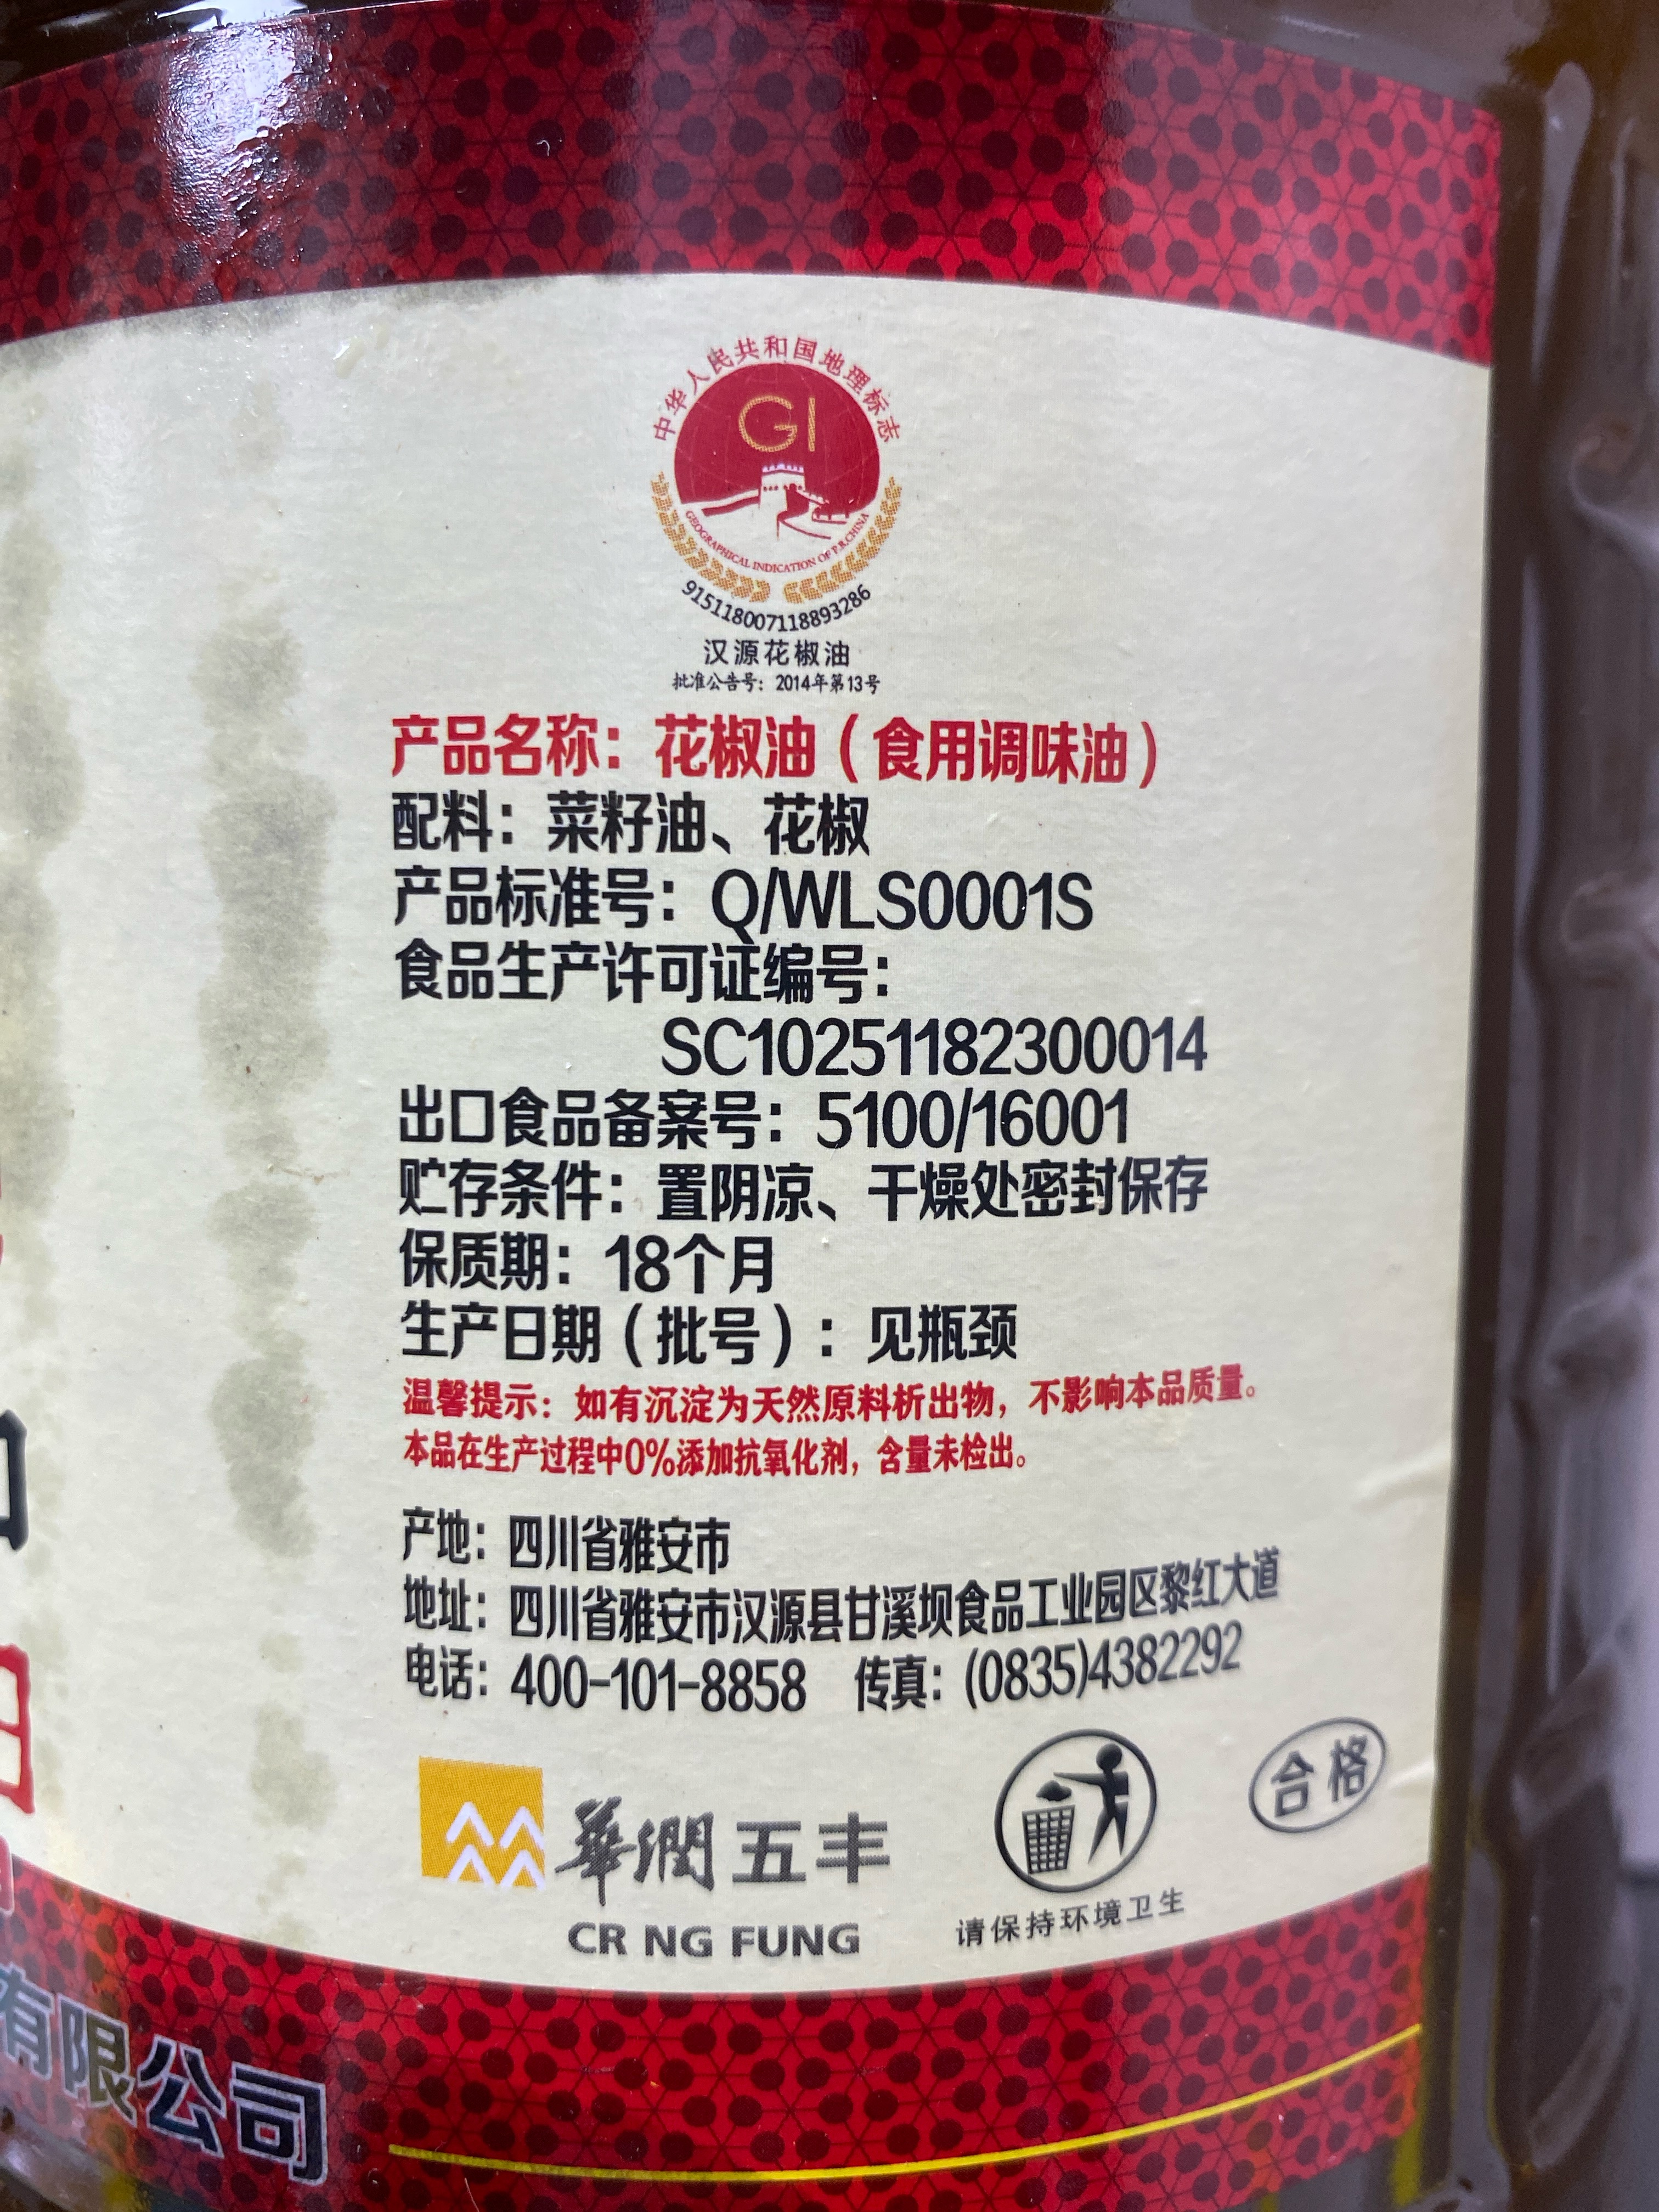 中华人民共和国地理标志
GI
GEOGRAPHICAL INDICATION OF P.R.CHINA
915118007118893286
汉源花椒油
批准公告号：2014年第13号
产品名称：花椒油（食用调味油）
配料：菜籽油、花椒
产品标准号：Q/WLS0001S
食品生产许可证编号：
SC10251182300014
出口食品备案号：5100/16001
贮存条件：置阴凉、干燥处密封保存
保质期：18个月
生产日期（批号）：见瓶颈
温馨提示：如有沉淀为天然原料析出物，不影响本品质量。
本品在生产过程中0%添加抗氧化剂，含量未检出。
产地：四川省雅安市
地址：四川省雅安市汉源县甘溪坝食品工业园区黎红大道
电话：400-101-8858 传真：(0835)4382292
華潤五丰
CR NG FUNG
请保持环境卫生
合格
有限公司